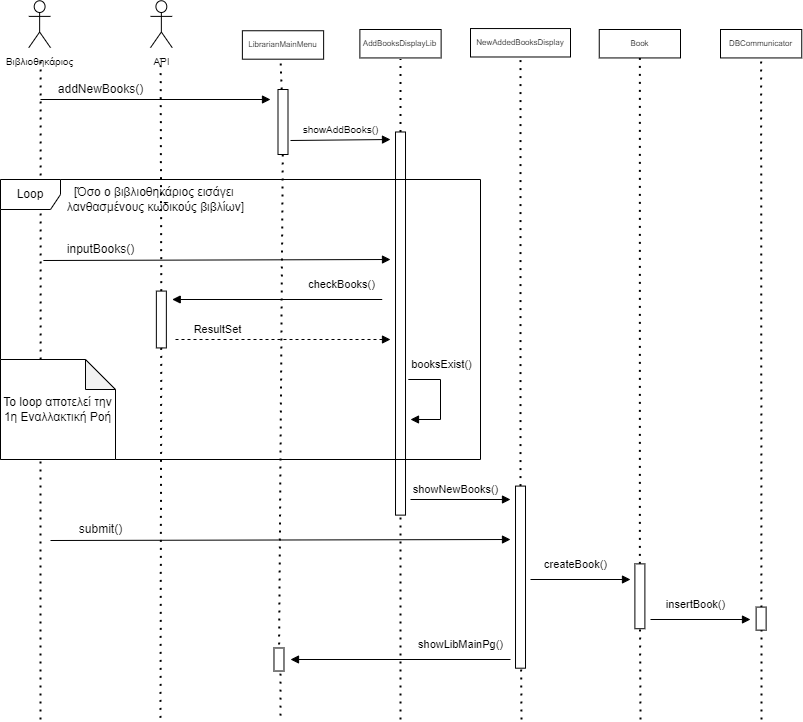 LibrarianMainMenu
AddBooksDisplayLib
NewAddedBooksDisplay
Book
DBCommunicator
Βιβλιοθηκάριος
API
addNewBooks()
showAddBooks()
Loop
[Όσο ο βιβλιοθηκάριος εισάγει
λανθασμένους κωδικούς βιβλίων]
inputBooks()
checkBooks()
ResultSet
booksExist()
Το loop αποτελεί την
1η Εναλλακτική Ροή
showNewBooks()
submit()
createBook()
insertBook()
showLibMainPg()